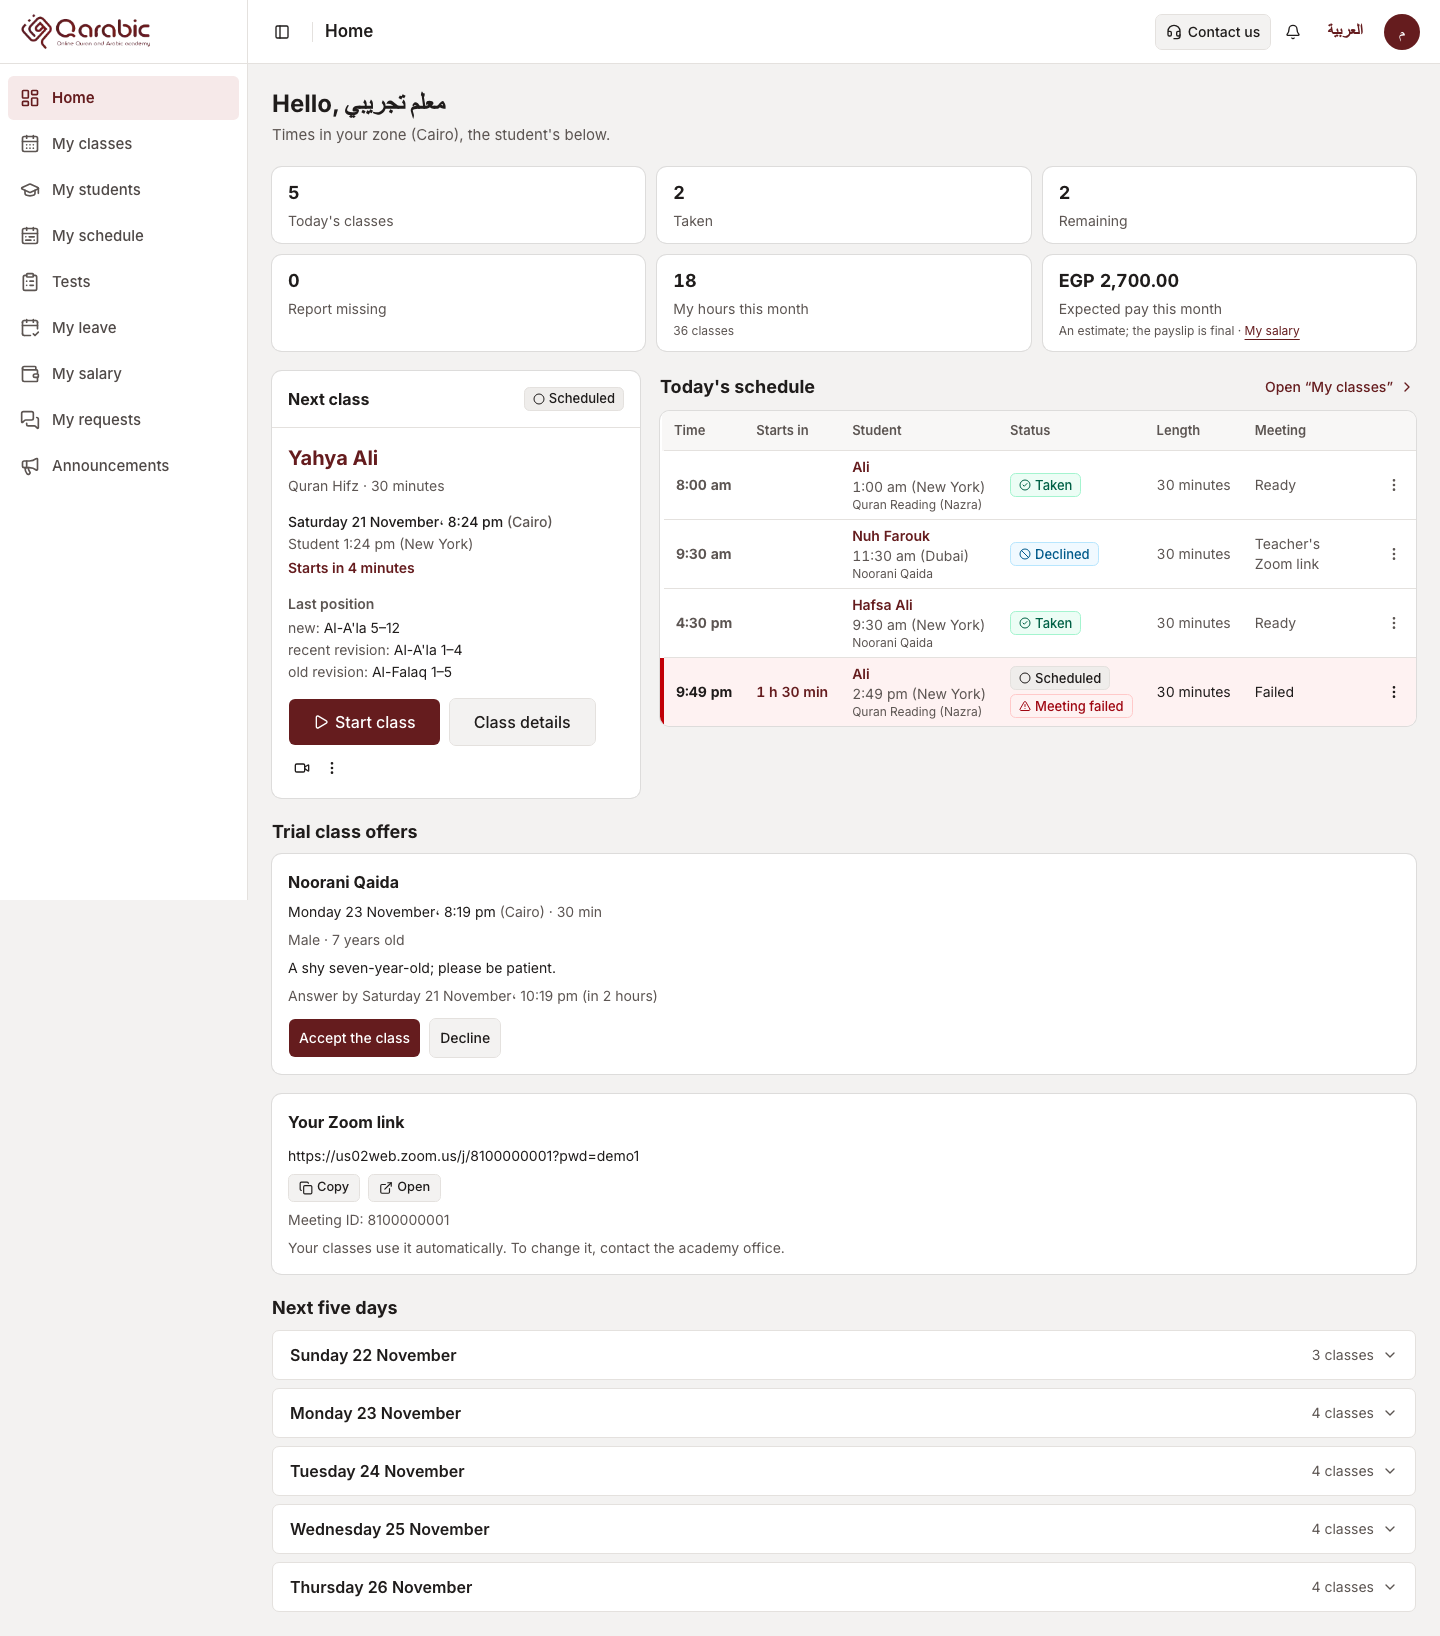 Qarabic
Online Quran and Arabic academy
Home
Contact us
العربية
م
Home
My classes
My students
My schedule
Tests
My leave
My salary
My requests
Announcements
Hello, معلم تجريبي
Times in your zone (Cairo), the student's below.
5
Today's classes
2
Taken
2
Remaining
0
Report missing
18
My hours this month
36 classes
EGP 2,700.00
Expected pay this month
An estimate; the payslip is final · My salary
Next class
Scheduled
Yahya Ali
Quran Hifz · 30 minutes
Saturday 21 November، 8:24 pm (Cairo)
Student 1:24 pm (New York)
Starts in 4 minutes
Last position
new: Al-A'la 5–12
recent revision: Al-A'la 1–4
old revision: Al-Falaq 1–5
Start class
Class details
Today's schedule
Open “My classes”
Time Starts in Student Status Length Meeting
8:00 am
Ali
1:00 am (New York)
Quran Reading (Nazra)
Taken
30 minutes
Ready
9:30 am
Nuh Farouk
11:30 am (Dubai)
Noorani Qaida
Declined
30 minutes
Teacher's
Zoom link
4:30 pm
Hafsa Ali
9:30 am (New York)
Noorani Qaida
Taken
30 minutes
Ready
9:49 pm
1 h 30 min
Ali
2:49 pm (New York)
Quran Reading (Nazra)
Scheduled
Meeting failed
30 minutes
Failed
Trial class offers
Noorani Qaida
Monday 23 November، 8:19 pm (Cairo) · 30 min
Male · 7 years old
A shy seven-year-old; please be patient.
Answer by Saturday 21 November، 10:19 pm (in 2 hours)
Accept the class
Decline
Your Zoom link
https://us02web.zoom.us/j/8100000001?pwd=demo1
Copy
Open
Meeting ID: 8100000001
Your classes use it automatically. To change it, contact the academy office.
Next five days
Sunday 22 November
3 classes
Monday 23 November
4 classes
Tuesday 24 November
4 classes
Wednesday 25 November
4 classes
Thursday 26 November
4 classes